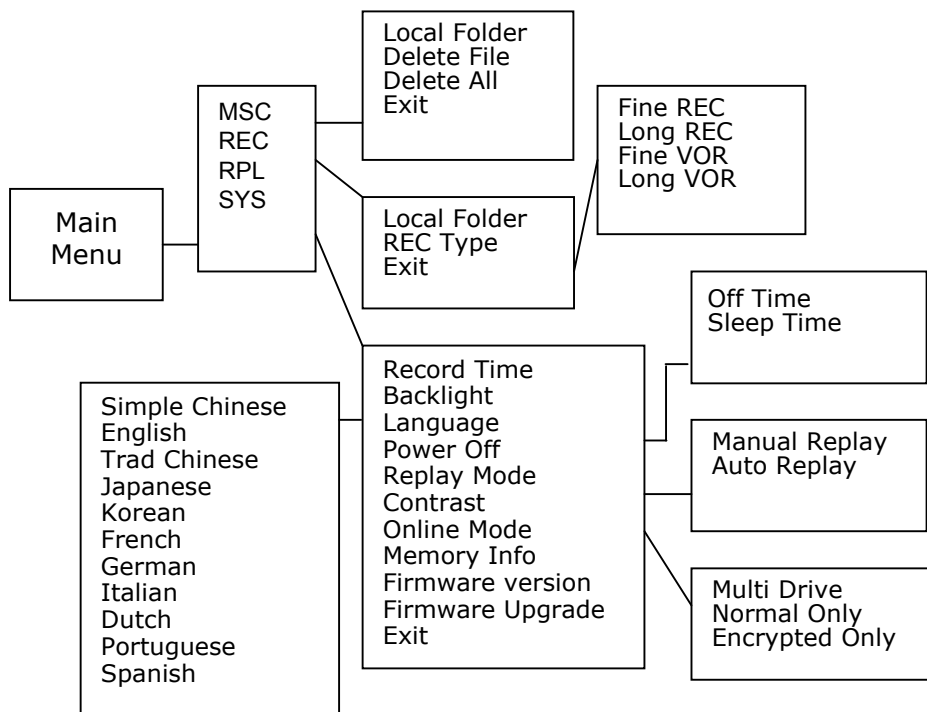 Main
Menu
MSC
REC
RPL
SYS
Local Folder
Delete File
Delete All
Exit
Local Folder
REC Type
Exit
Fine REC
Long REC
Fine VOR
Long VOR
Record Time
Backlight
Language
Power Off
Replay Mode
Contrast
Online Mode
Memory Info
Firmware version
Firmware Upgrade
Exit
Simple Chinese
English
Trad Chinese
Japanese
Korean
French
German
Italian
Dutch
Portuguese
Spanish
Off Time
Sleep Time
Manual Replay
Auto Replay
Multi Drive
Normal Only
Encrypted Only